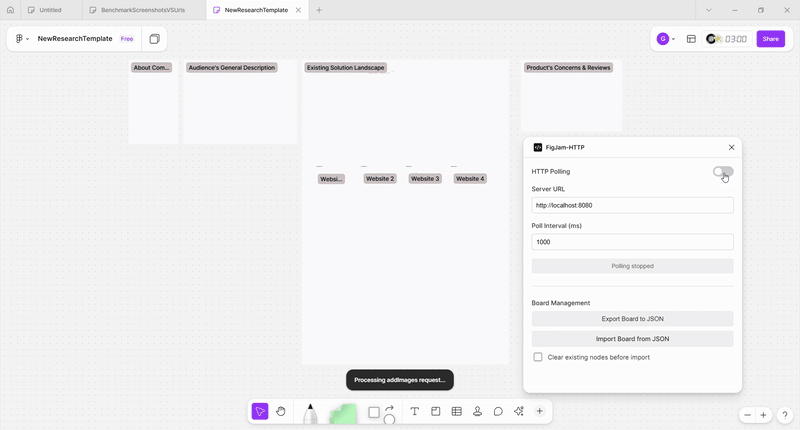 Untitled
BenchmarkScreenshotsVSUrls
NewResearchTemplate
NewResearchTemplate
Free
G
03:00
Share
About Com...
Audience's General Description
Existing Solution Landscape
Product's Concerns & Reviews
Websi...
Website 2
Website 3
Website 4
FigJam-HTTP
HTTP Polling
Server URL
http://localhost:8080
Poll Interval (ms)
1000
Polling stopped
Board Management
Export Board to JSON
Import Board from JSON
Clear existing nodes before import
Processing addImages request...